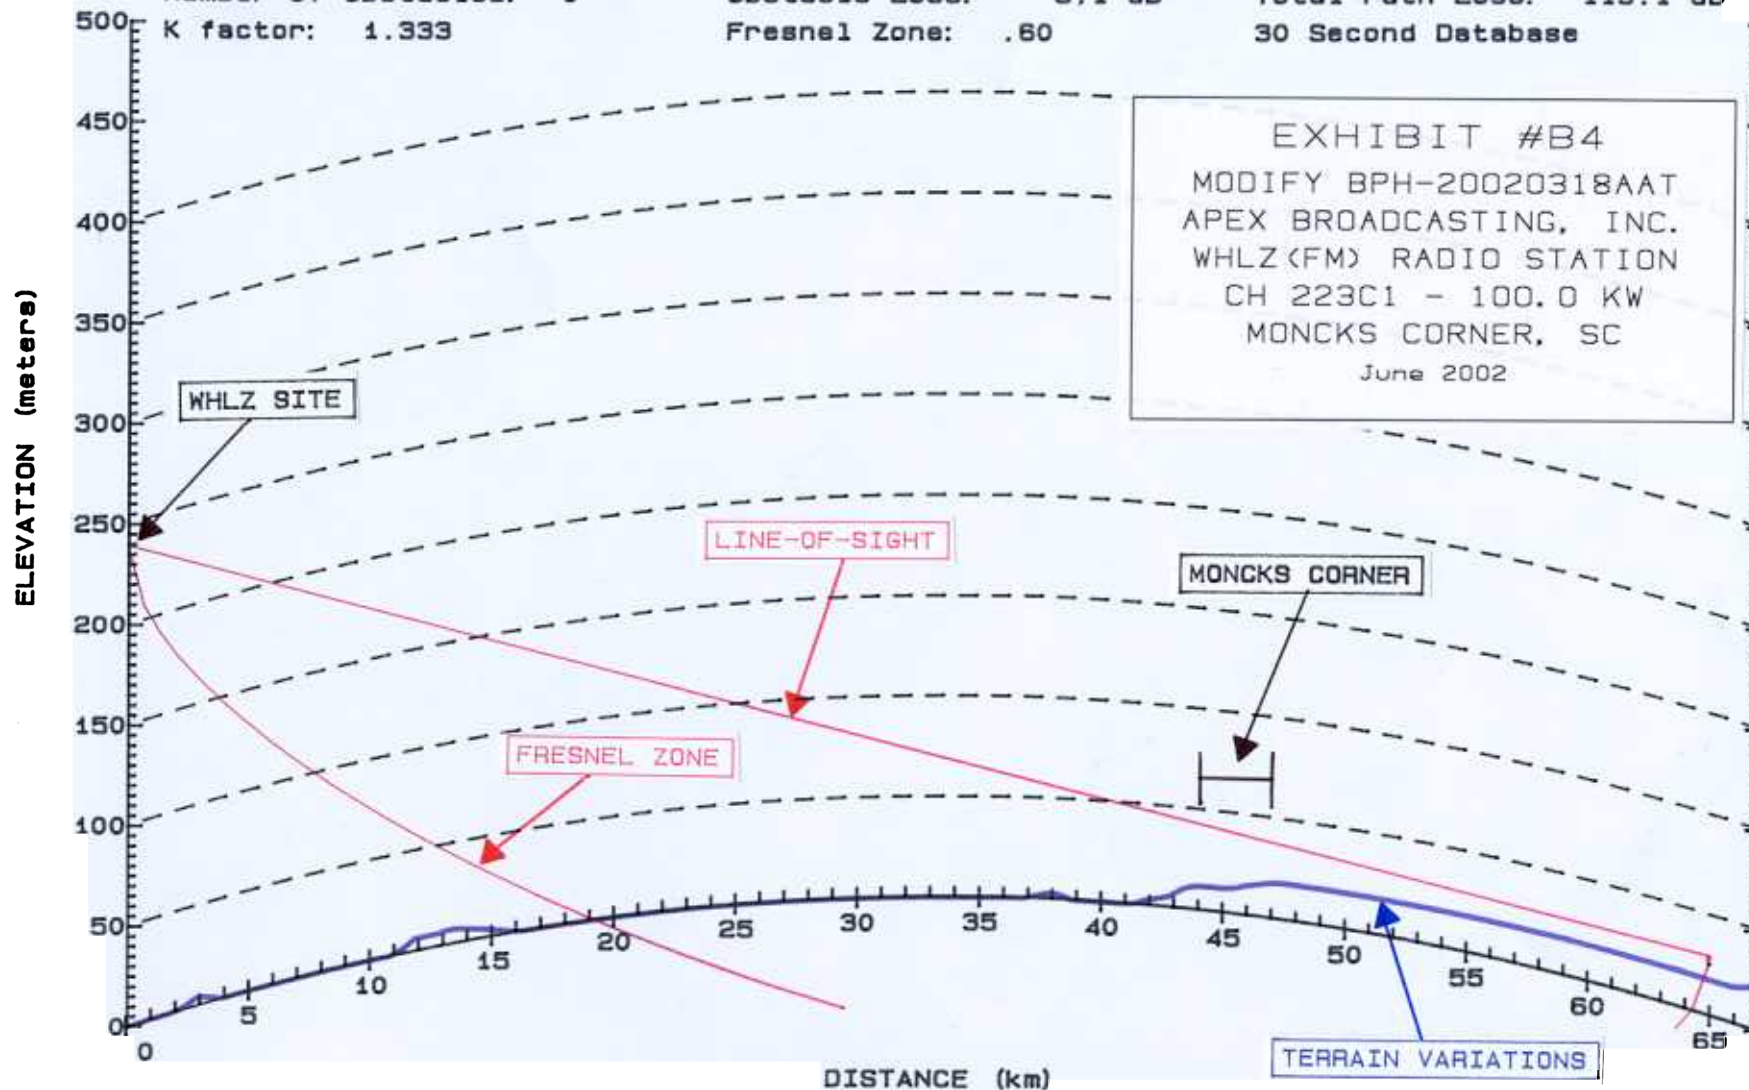 K factor: 1.333 Fresnel Zone: .60 30 Second Database
500
450
400
350
300
250
200
150
100
50
0
ELEVATION (meters)
EXHIBIT #B4
MODIFY BPH-20020318AAT
APEX BROADCASTING, INC.
WHLZ(FM) RADIO STATION
CH 223C1 - 100.0 KW
MONCKS CORNER, SC
June 2002
WHLZ SITE
LINE-OF-SIGHT
MONCKS CORNER
FRESNEL ZONE
0
5
10
15
20
25
30
35
40
45
50
55
60
65
TERRAIN VARIATIONS
DISTANCE (km)